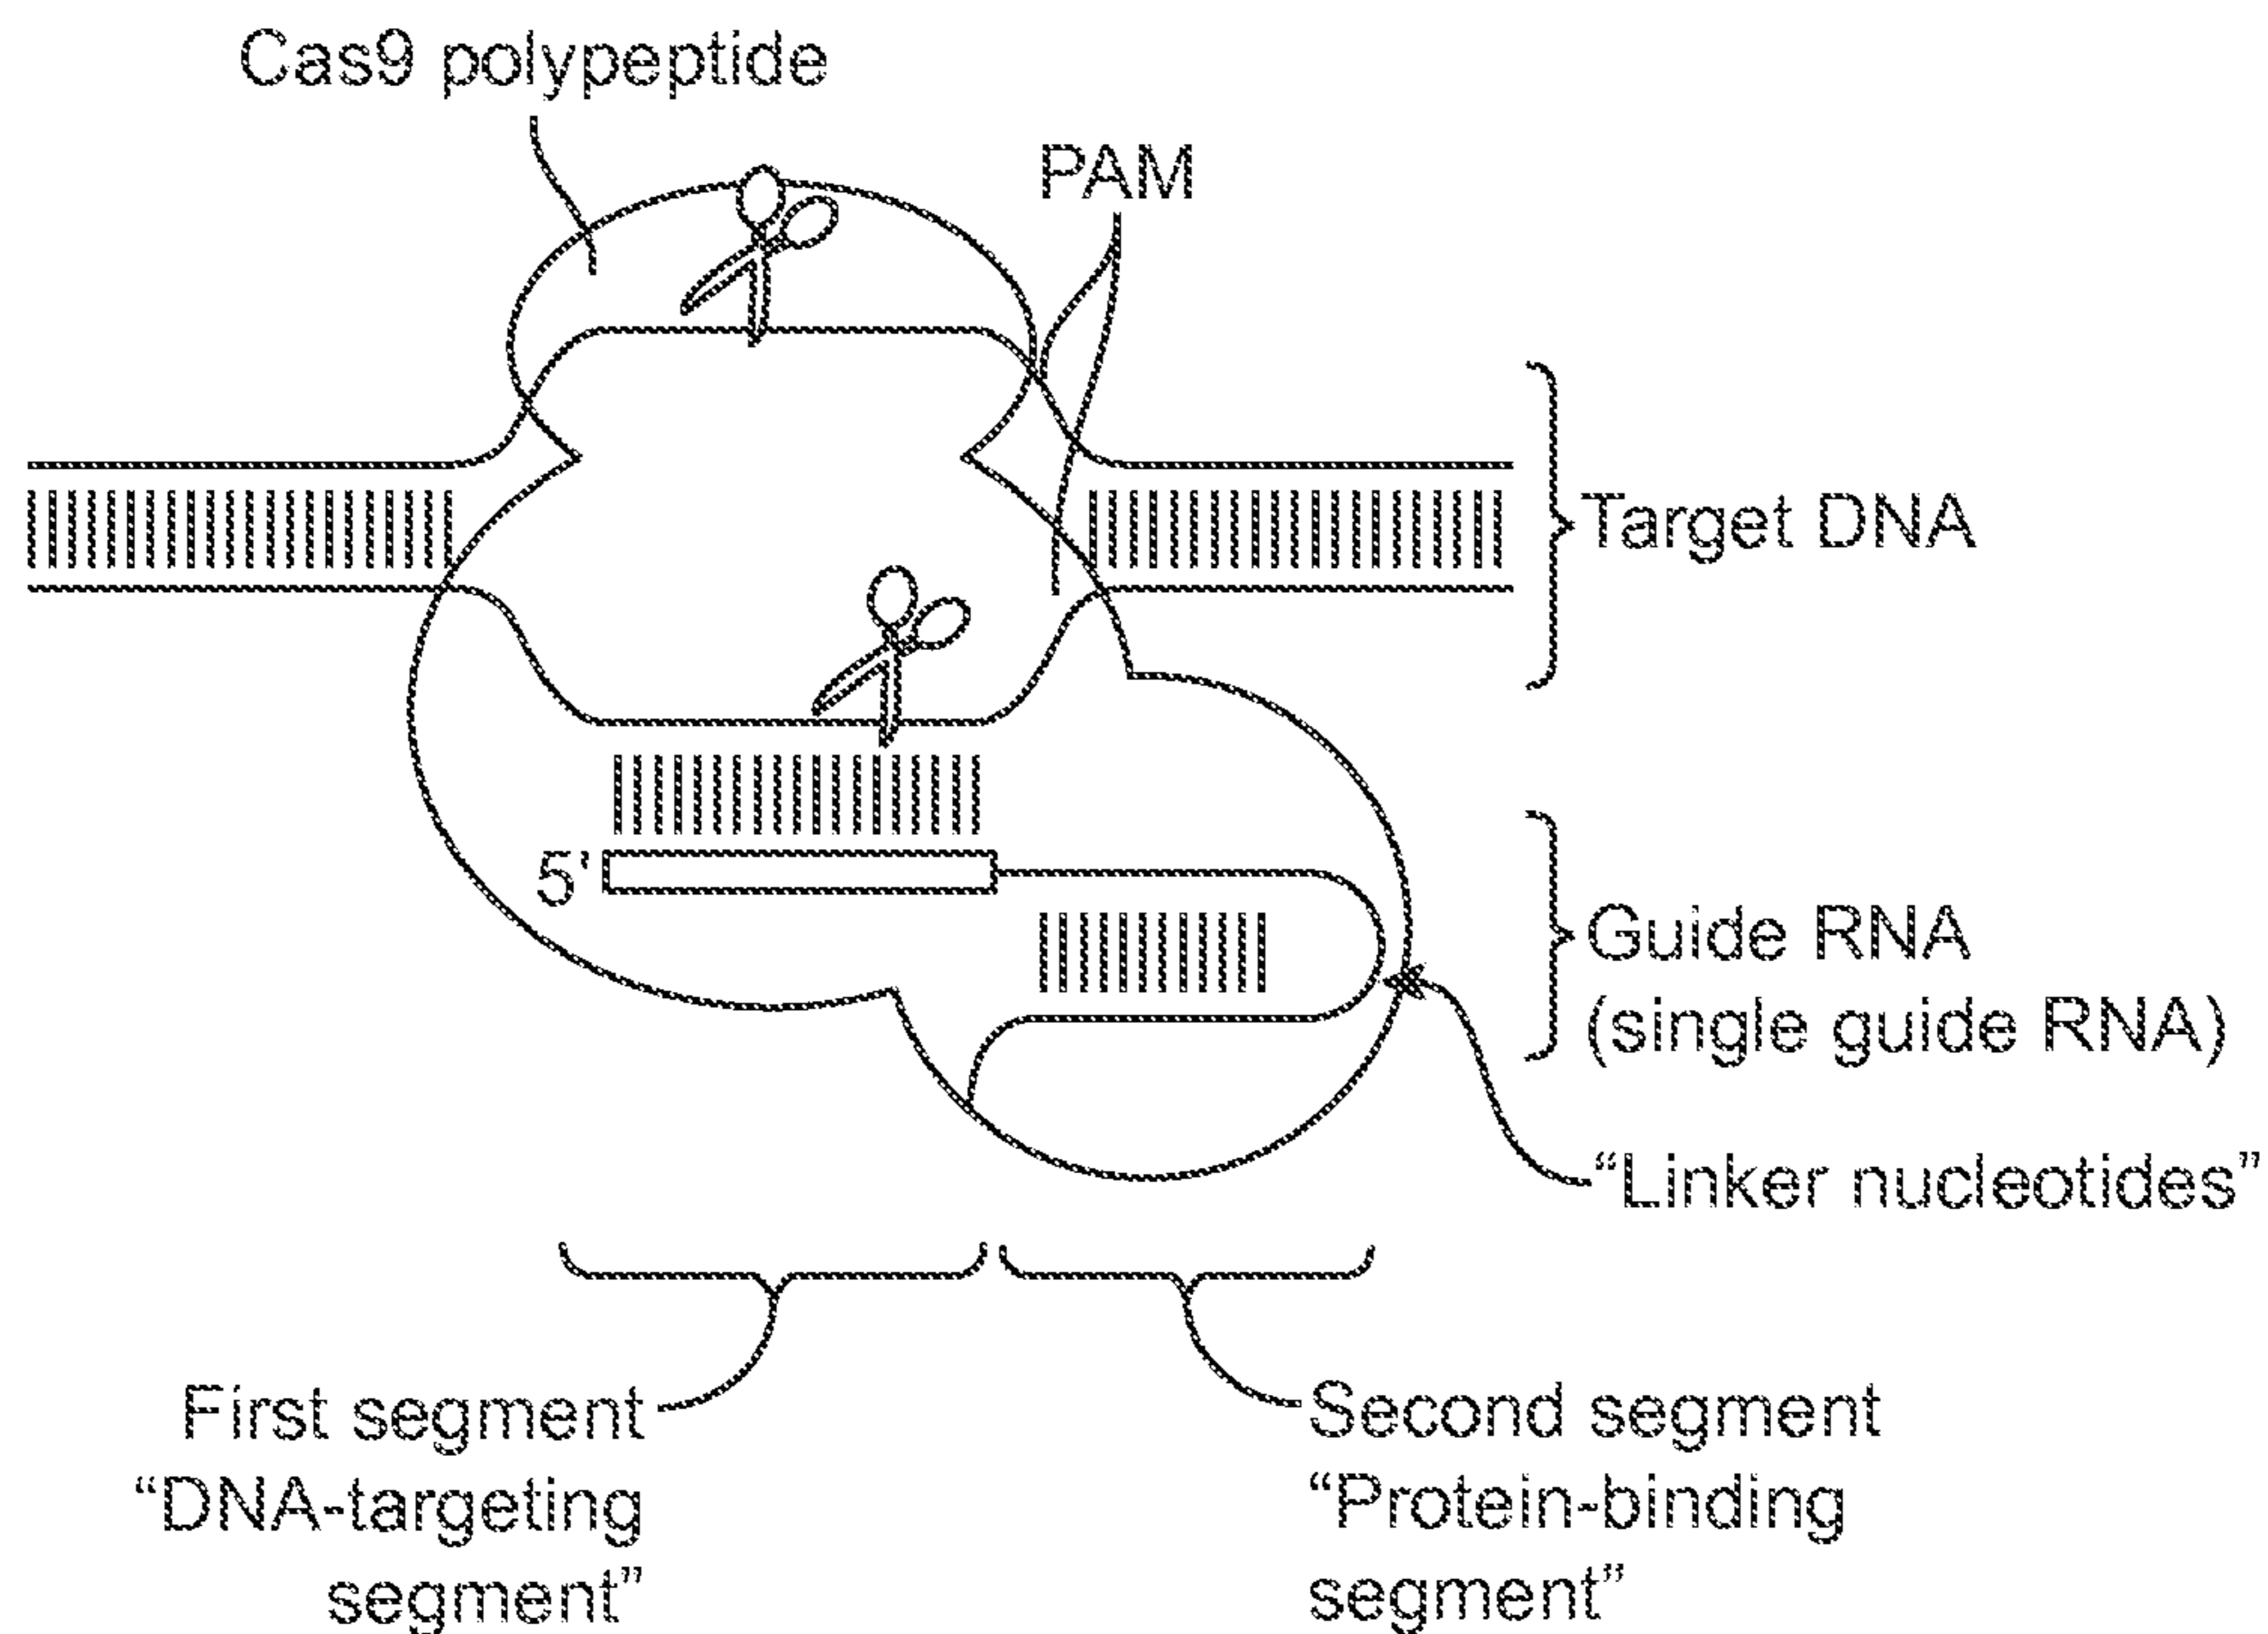 Cas9 polypeptide
PAM
Target DNA
5'
Guide RNA
(single guide RNA)
“Linker nucleotides”
First segment
“DNA-targeting
segment”
Second segment
“Protein-binding
segment”